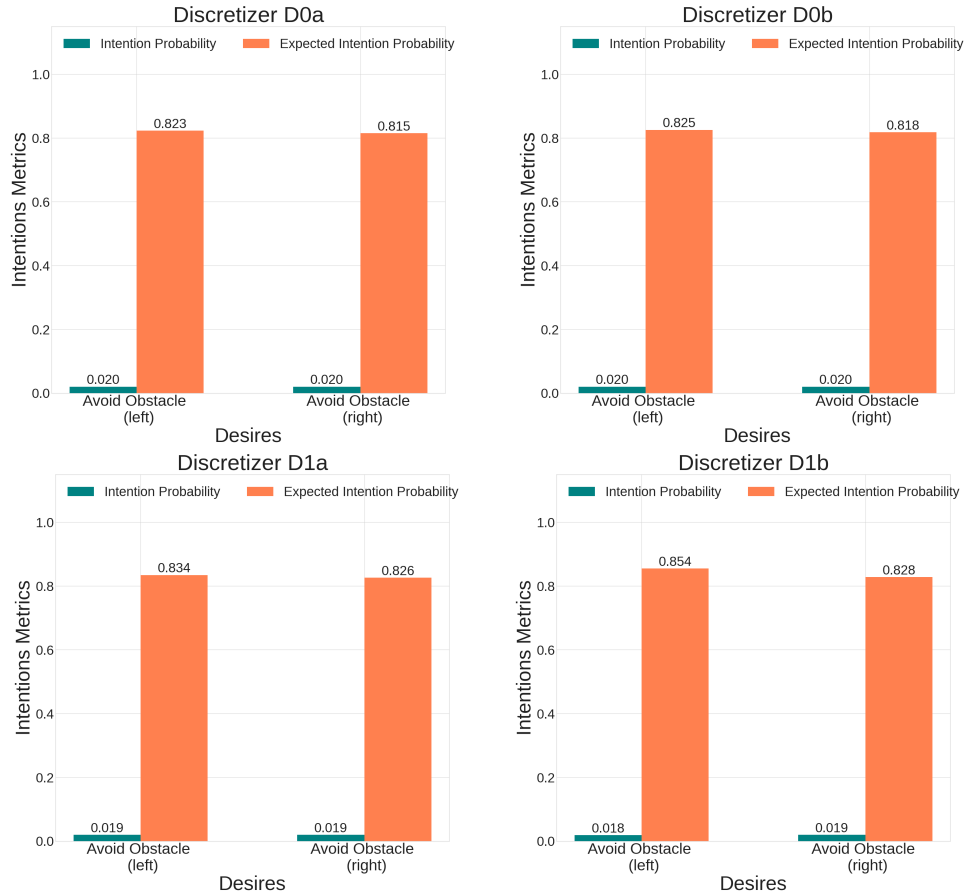 Discretizer D0a
Intention Probability
Expected Intention Probability
Intentions Metrics
1.0
0.8
0.6
0.4
0.2
0.0
0.823
0.815
0.020
0.020
Avoid Obstacle
(left)
Avoid Obstacle
(right)
Desires
Discretizer D0b
Intention Probability
Expected Intention Probability
Intentions Metrics
1.0
0.8
0.6
0.4
0.2
0.0
0.825
0.818
0.020
0.020
Avoid Obstacle
(left)
Avoid Obstacle
(right)
Desires
Discretizer D1a
Intention Probability
Expected Intention Probability
Intentions Metrics
1.0
0.8
0.6
0.4
0.2
0.0
0.834
0.826
0.019
0.019
Avoid Obstacle
(left)
Avoid Obstacle
(right)
Desires
Discretizer D1b
Intention Probability
Expected Intention Probability
Intentions Metrics
1.0
0.8
0.6
0.4
0.2
0.0
0.854
0.828
0.018
0.019
Avoid Obstacle
(left)
Avoid Obstacle
(right)
Desires